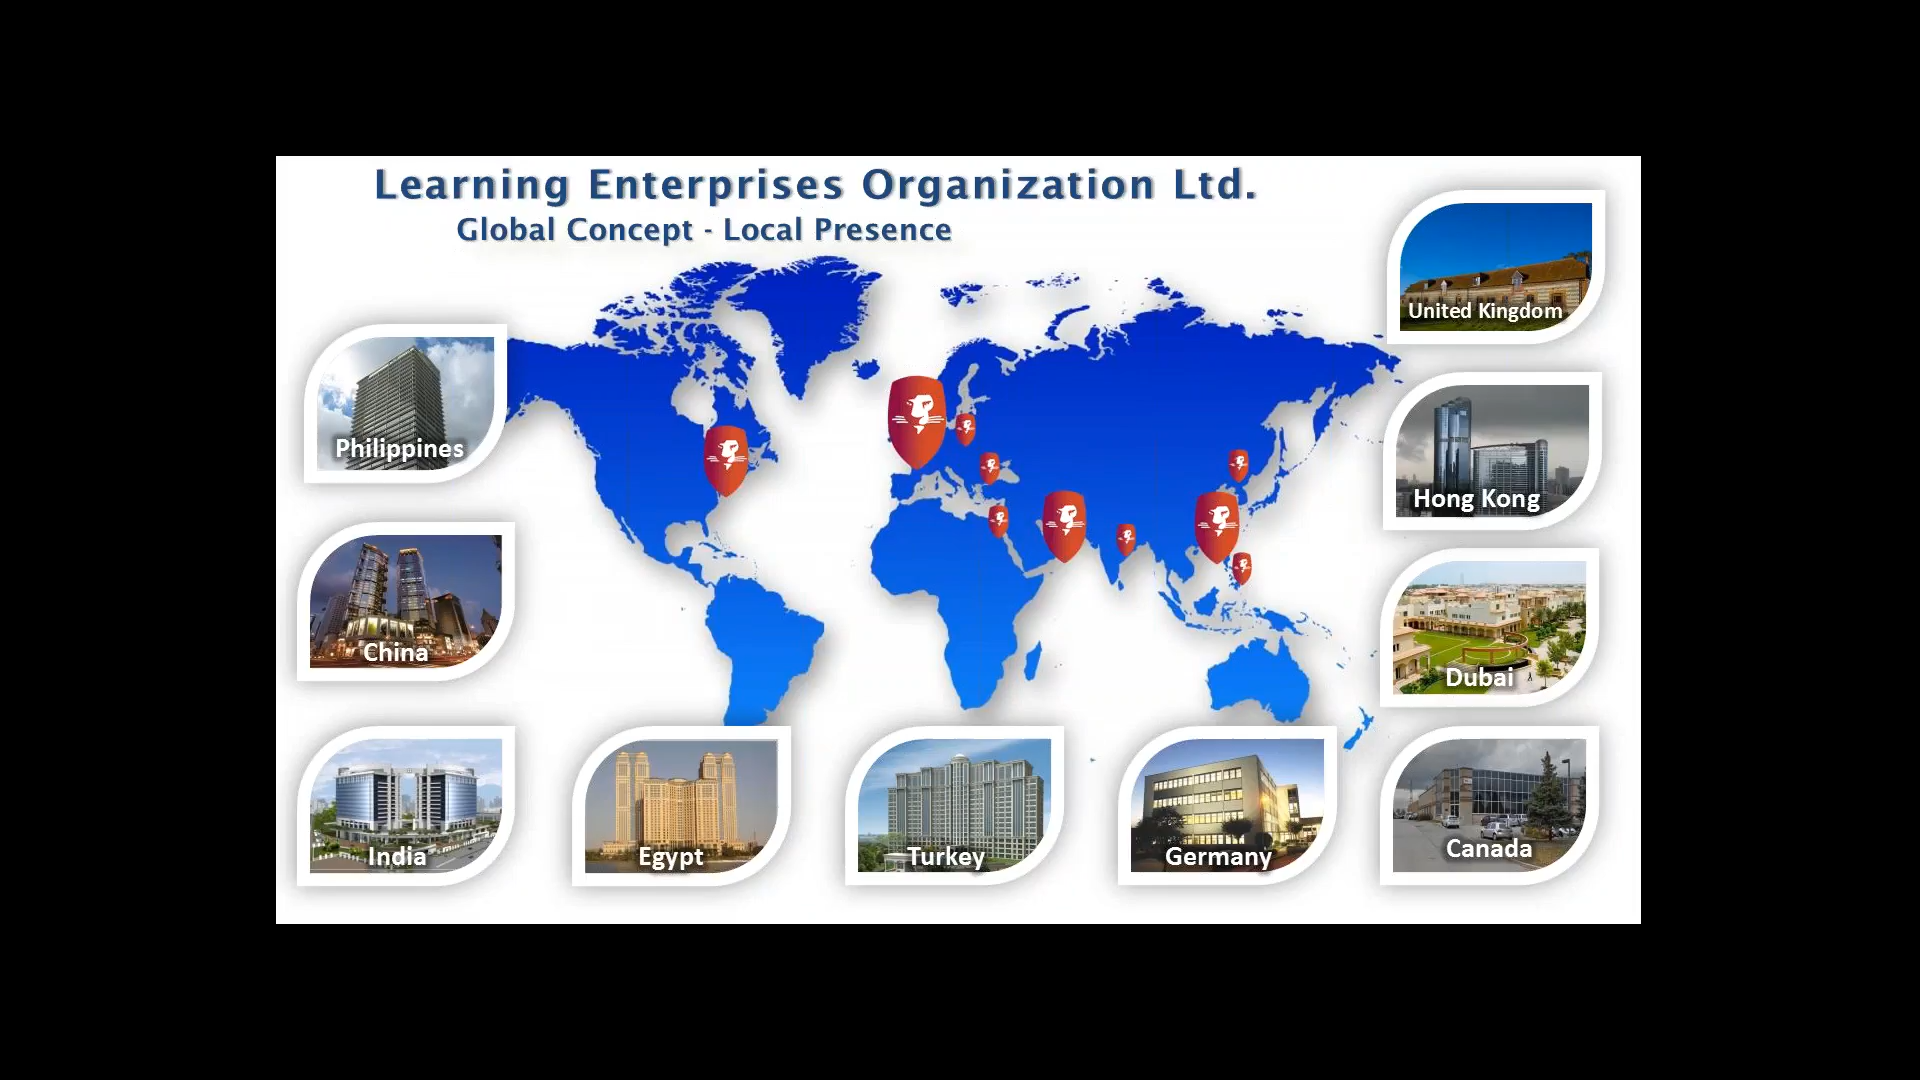 Learning Enterprises Organization Ltd.
Global Concept - Local Presence
United Kingdom
Philippines
Hong Kong
China
Dubai
India
Egypt
Turkey
Germany
Canada